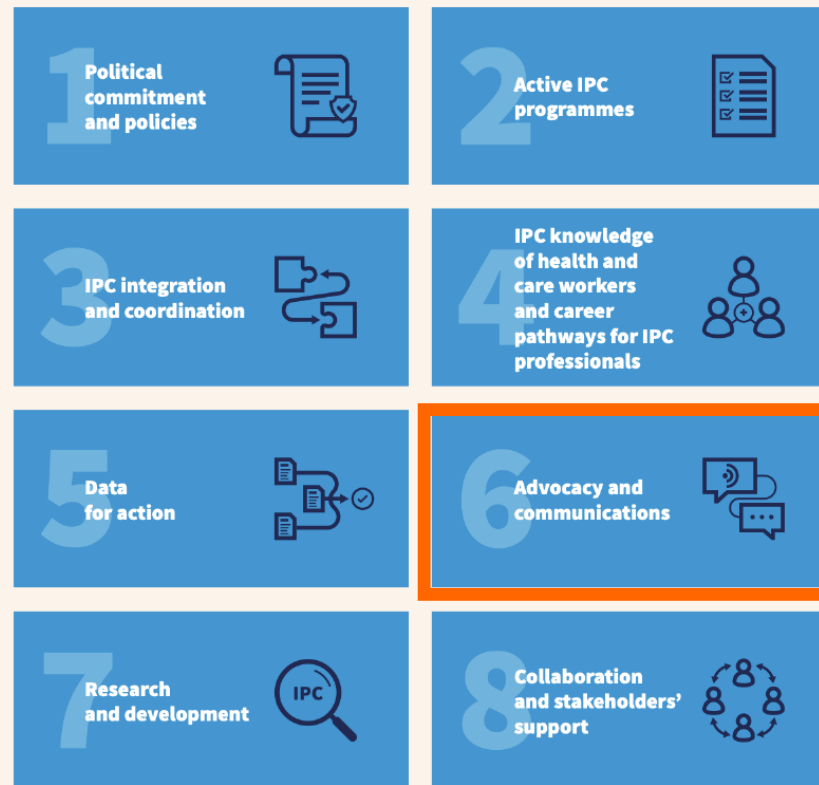 1
Political
commitment
and policies
2
Active IPC
programmes
3
IPC integration
and coordination
4
IPC knowledge
of health and
care workers
and career
pathways for IPC
professionals
5
Data
for action
6
Advocacy and
communications
7
Research
and development
IPC
8
Collaboration
and stakeholders’
support